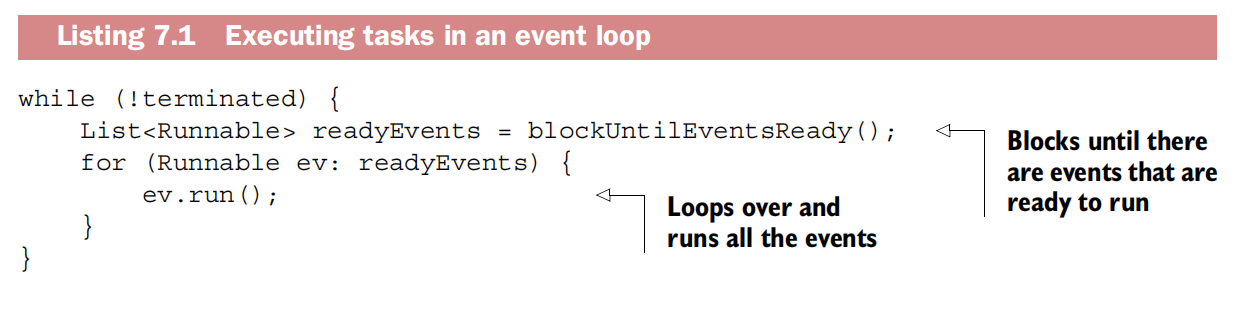 Listing 7.1 Executing tasks in an event loop
while (!terminated) {
    List<Runnable> readyEvents = blockUntilEventsReady();
    for (Runnable ev: readyEvents) {
        ev.run();
    }
}
Blocks until there
are events that are
ready to run
Loops over and
runs all the events